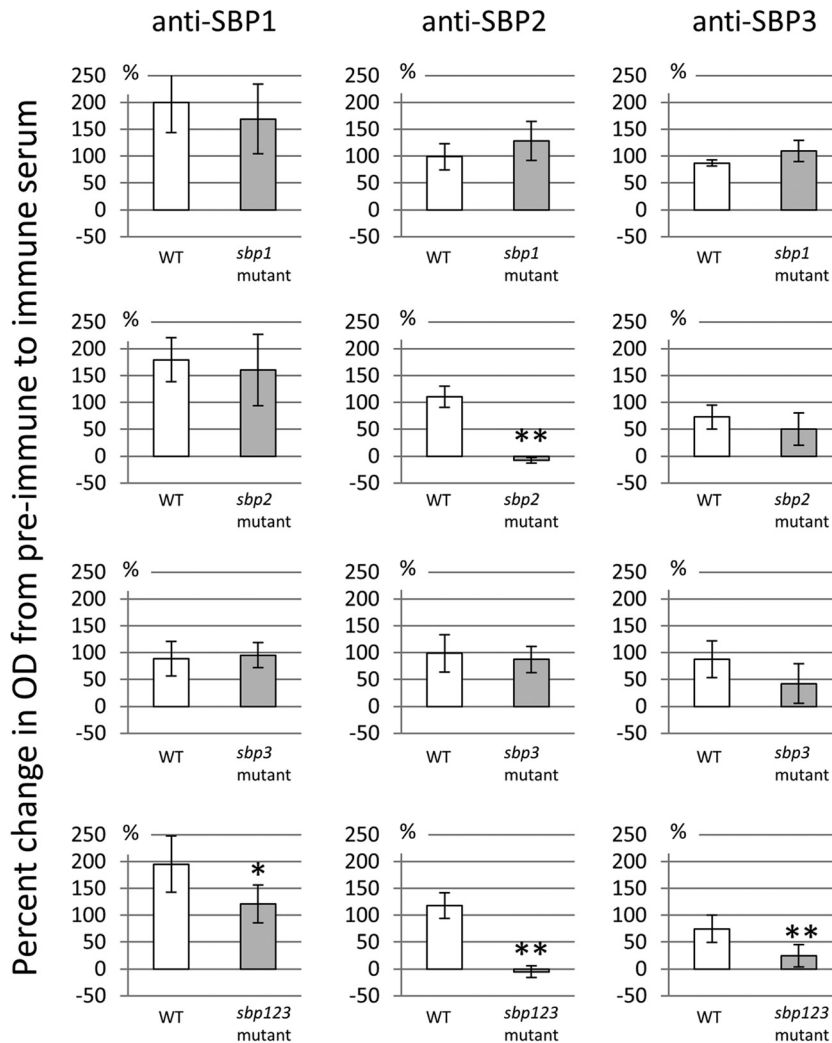 anti-SBP1 anti-SBP2 anti-SBP3
Percent change in OD from pre-immune to immune serum
% % %
250 250 250
200 200 200
150 150 150
100 100 100
50 50 50
0 0 0
-50 -50 -50
WT sbp1 WT sbp1 WT sbp1
mutant mutant mutant
% % %
250 250 250
200 200 200
150 150 150
100 100 100
50 50 50
** 
0 0 0
-50 -50 -50
WT sbp2 WT sbp2 WT sbp2
mutant mutant mutant
% % %
250 250 250
200 200 200
150 150 150
100 100 100
50 50 50
0 0 0
-50 -50 -50
WT sbp3 WT sbp3 WT sbp3
mutant mutant mutant
% % %
250 250 250
200 200 200
*
150 150 150
100 100 100
50 50 50
** **
0 0 0
-50 -50 -50
WT sbp123 WT sbp123 WT sbp123
mutant mutant mutant